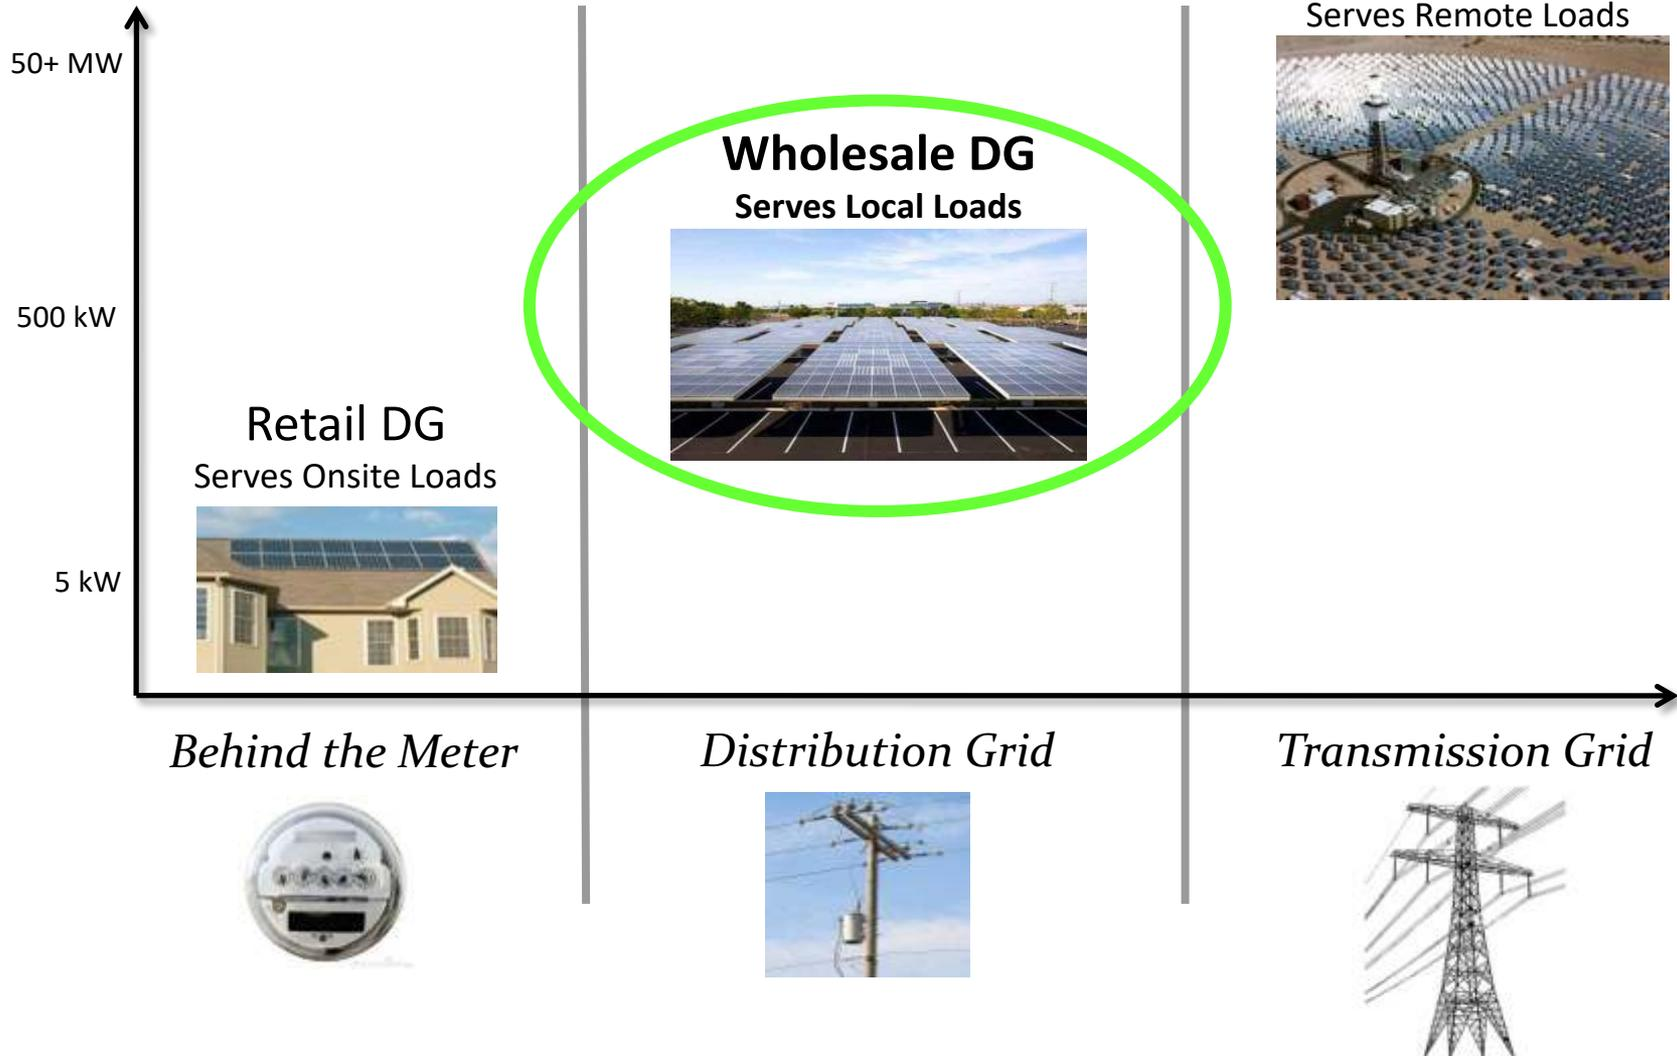 Serves Remote Loads
50+ MW
Wholesale DG
Serves Local Loads
500 kW
Retail DG
Serves Onsite Loads
5 kW
Behind the Meter
Distribution Grid
Transmission Grid